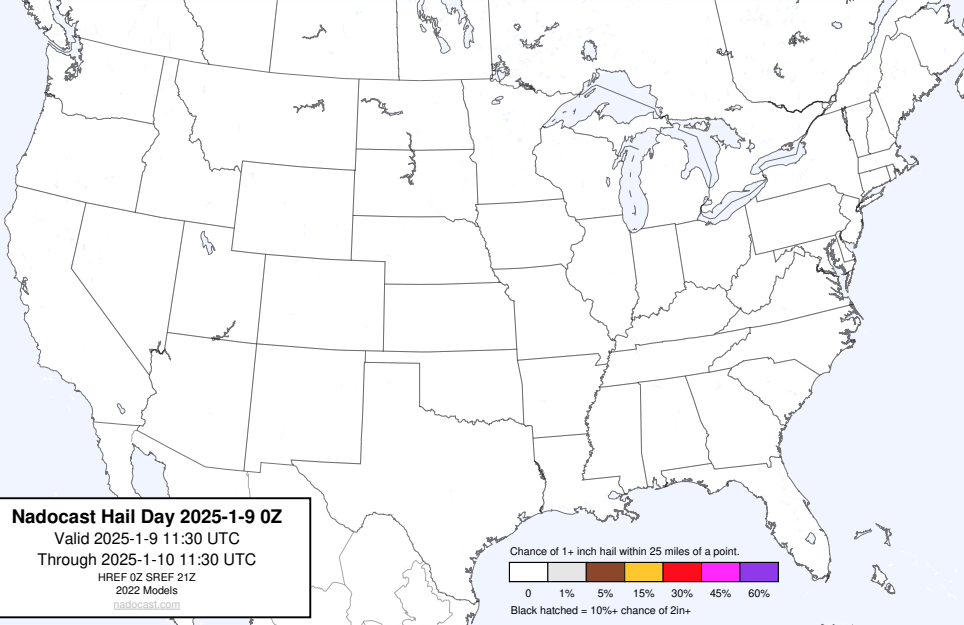 Nadocast Hail Day 2025-1-9 0Z
Valid 2025-1-9 11:30 UTC
Through 2025-1-10 11:30 UTC
HREF 0Z SREF 21Z
2022 Models
nadocast.com
Chance of 1+ inch hail within 25 miles of a point.
0 1% 5% 15% 30% 45% 60%
Black hatched = 10%+ chance of 2in+